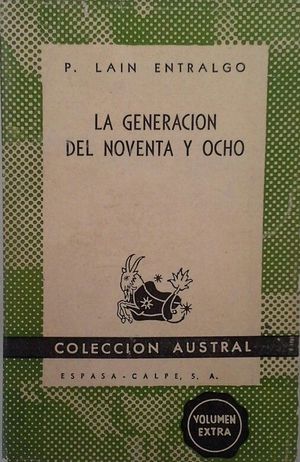 P. LAIN ENTRALGO
LA GENERACION
DEL NOVENTA Y OCHO
COLECCION AUSTRAL
ESPASA-CALPE, S. A.
VOLUMEN
EXTRA